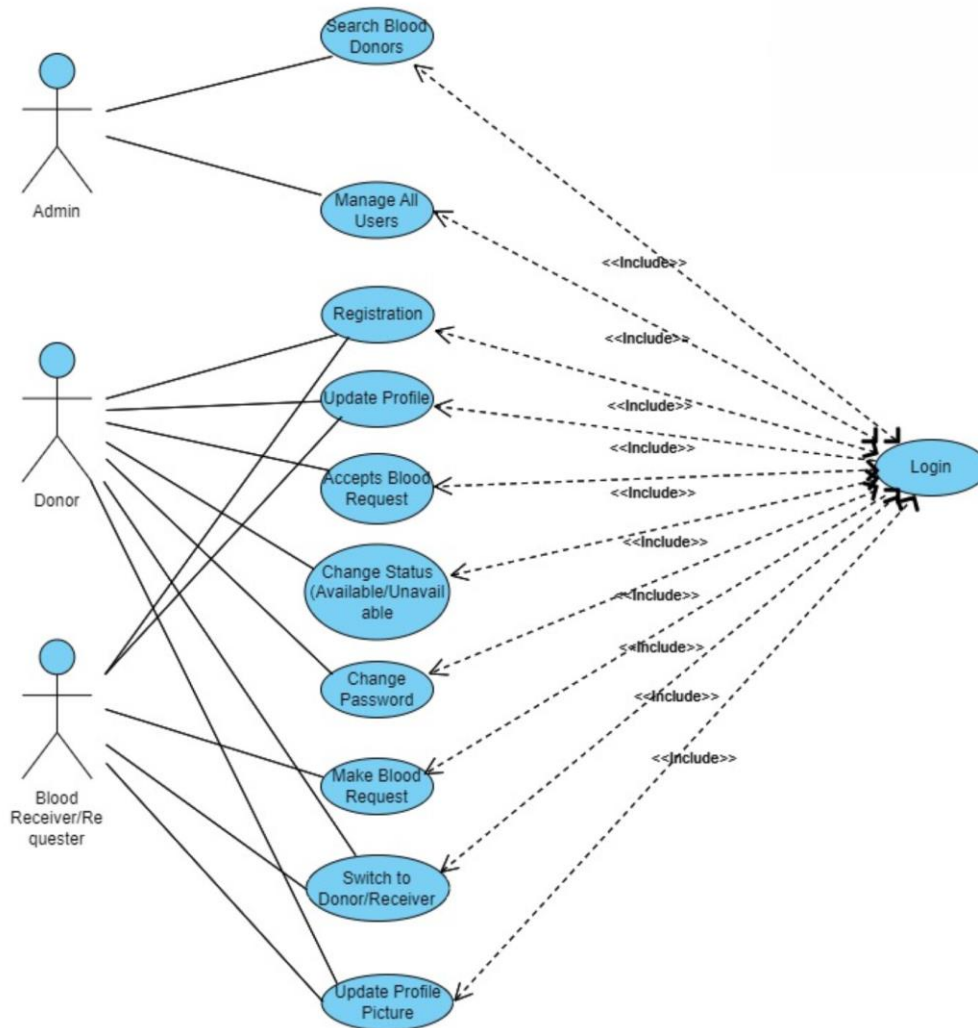 Search Blood
Donors
Admin
Manage All
Users
<<Include>>
Registration
<<Include>>
Update Profile
<<Include>>
<<Include>>
Login
Accepts Blood
Request
<<Include>>
Donor
<<Include>>
Change Status
(Available/Unavail
able
<<Include>>
<<Include>>
Change
Password
<<Include>>
Make Blood
Request
<<Include>>
Blood
Receiver/Re
quester
Switch to
Donor/Receiver
Update Profile
Picture